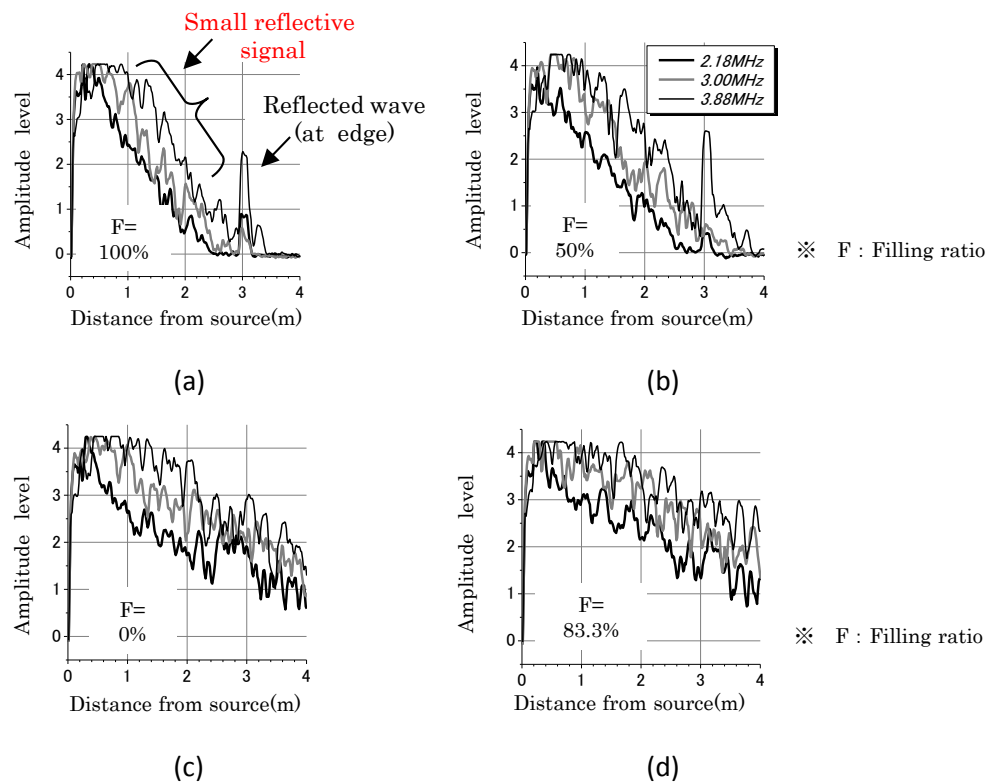 Small reflective
signal
Reflected wave
(at edge)
Amplitude level
4
3
2
1
0
F=
100%
0 1 2 3 4
Distance from source(m)
(a)
2.18MHz
3.00MHz
3.88MHz
Amplitude level
4
3
2
1
0
F=
50%
0 1 2 3 4
Distance from source(m)
(b)
※ F : Filling ratio
Amplitude level
4
3
2
1
0
F=
0%
0 1 2 3 4
Distance from source(m)
(c)
Amplitude level
4
3
2
1
0
F=
83.3%
0 1 2 3 4
Distance from source(m)
(d)
※ F : Filling ratio